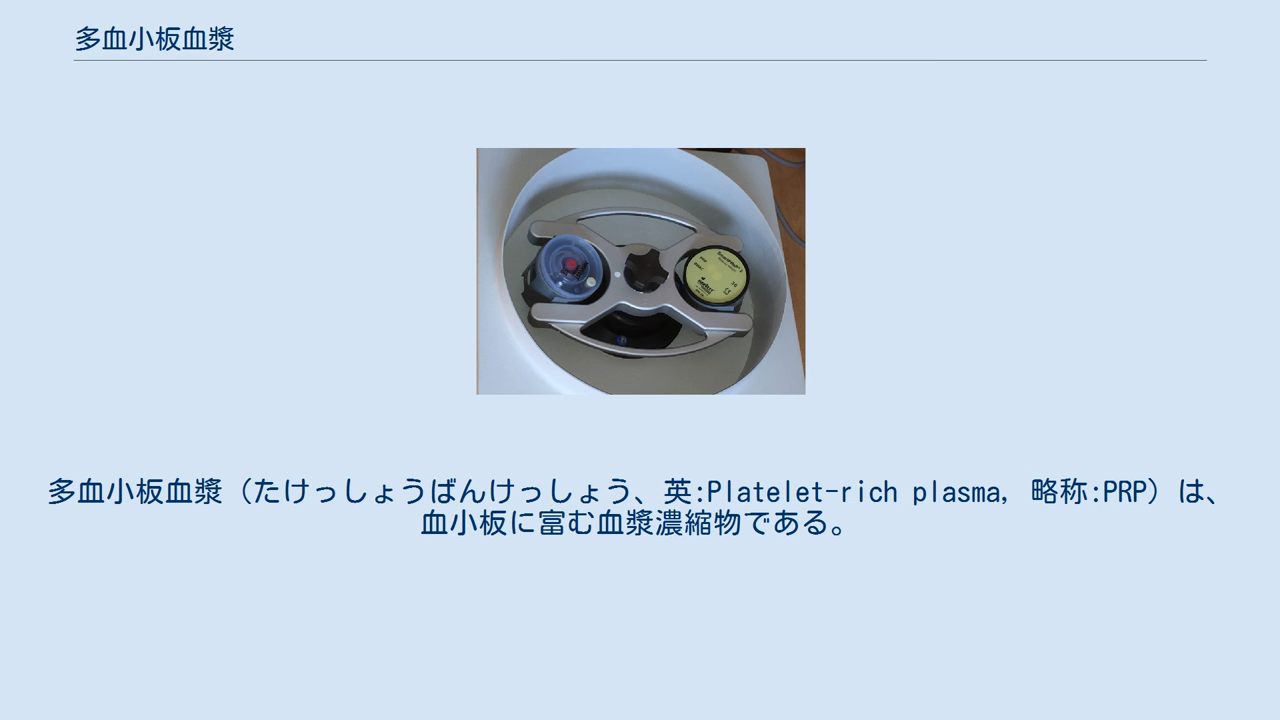 多血小板血漿
多血小板血漿（たけっしょうばんけっしょう、英:Platelet-rich plasma, 略称:PRP）は、
血小板に富む血漿濃縮物である。